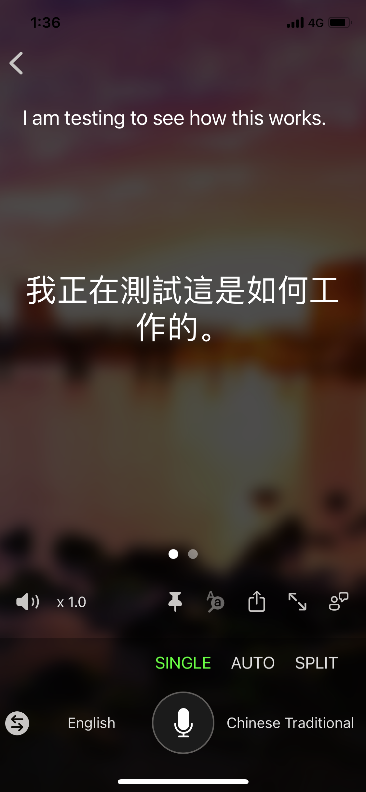 1:36
4G
I am testing to see how this works.
我正在測試這是如何工
作的。
x 1.0
SINGLE AUTO SPLIT
English Chinese Traditional